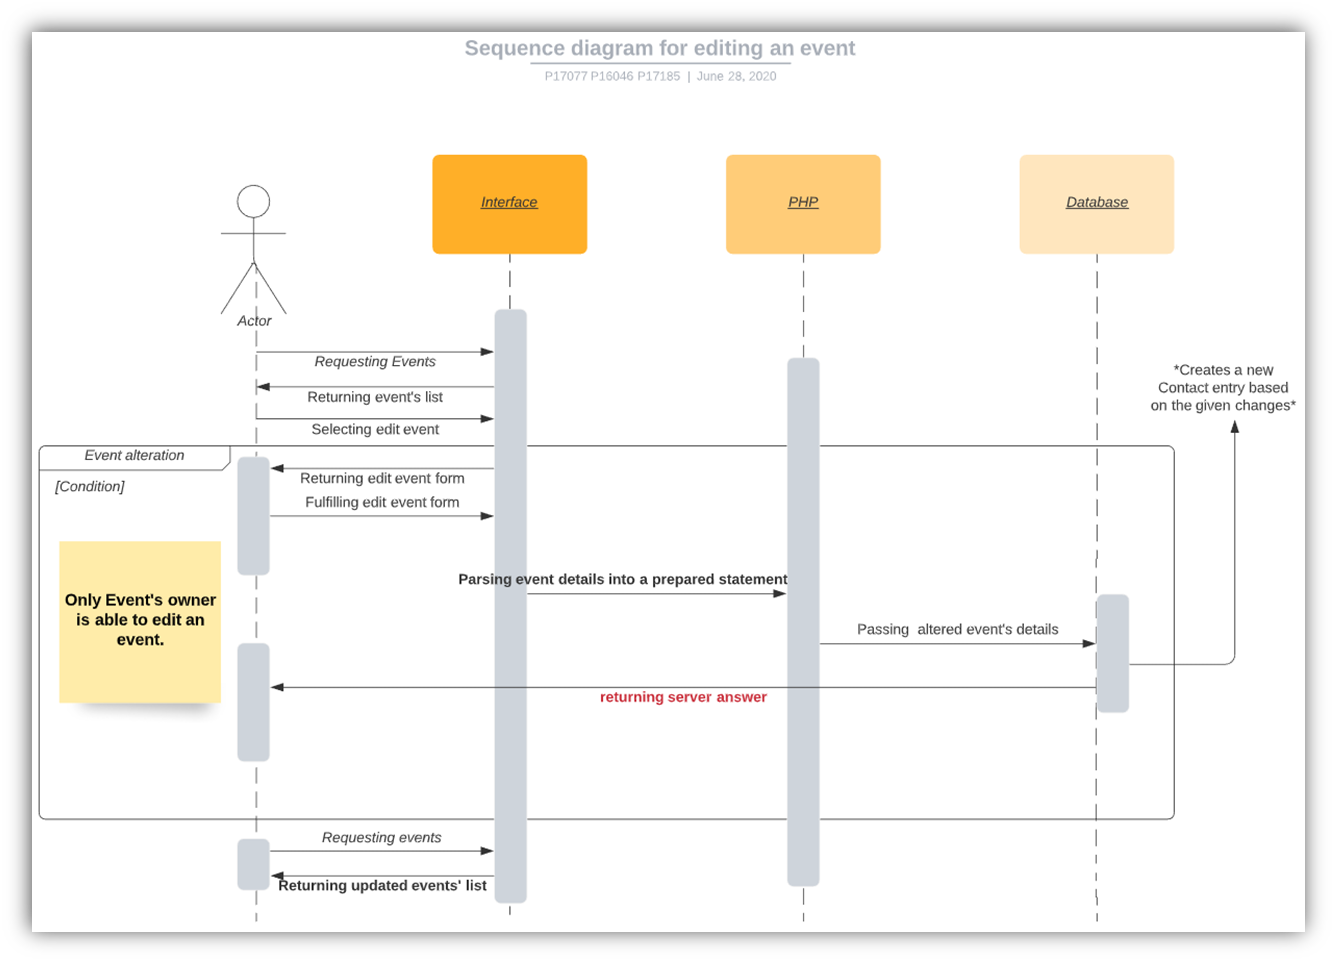 Sequence diagram for editing an event
P17077 P16046 P17185 | June 28, 2020
Interface
PHP
Database
Actor
Requesting Events
*Creates a new
Contact entry based
on the given changes*
Returning event's list
Selecting edit event
Event alteration
[Condition]
Returning edit event form
Fulfilling edit event form
Parsing event details into a prepared statement
Only Event's owner
is able to edit an
event.
Passing altered event's details
returning server answer
Requesting events
Returning updated events' list